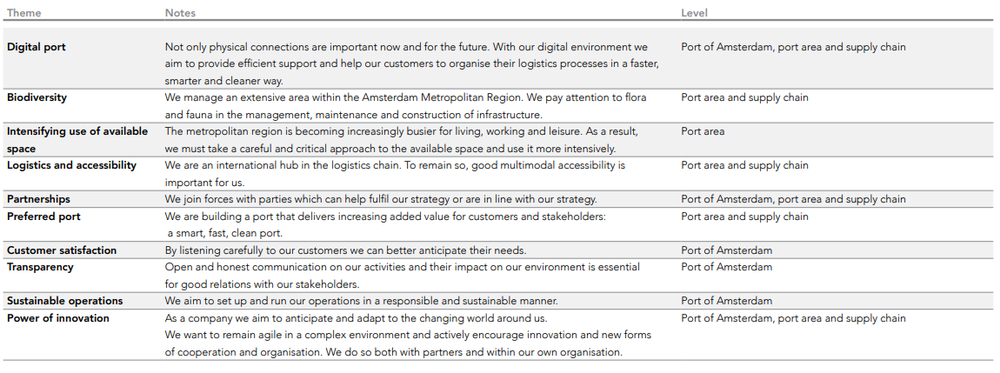 Theme Notes Level
Digital port Not only physical connections are important now and for the future. With our digital environment we Port of Amsterdam, port area and supply chain
aim to provide efficient support and help our customers to organise their logistics processes in a faster,
smarter and cleaner way.
Biodiversity We manage an extensive area within the Amsterdam Metropolitan Region. We pay attention to flora Port area and supply chain
and fauna in the management, maintenance and construction of infrastructure.
Intensifying use of available The metropolitan region is becoming increasingly busier for living, working and leisure. As a result, Port area
space we must take a careful and critical approach to the available space and use it more intensively.
Logistics and accessibility We are an international hub in the logistics chain. To remain so, good multimodal accessibility is Port area and supply chain
important for us.
Partnerships We join forces with parties which can help fulfil our strategy or are in line with our strategy. Port of Amsterdam, port area and supply chain
Preferred port We are building a port that delivers increasing added value for customers and stakeholders: Port area and supply chain
a smart, fast, clean port.
Customer satisfaction By listening carefully to our customers we can better anticipate their needs. Port of Amsterdam
Transparency Open and honest communication on our activities and their impact on our environment is essential Port of Amsterdam
for good relations with our stakeholders.
Sustainable operations We aim to set up and run our operations in a responsible and sustainable manner. Port of Amsterdam
Power of innovation As a company we aim to anticipate and adapt to the changing world around us. Port of Amsterdam, port area and supply chain
We want to remain agile in a complex environment and actively encourage innovation and new forms
of cooperation and organisation. We do so both with partners and within our own organisation.